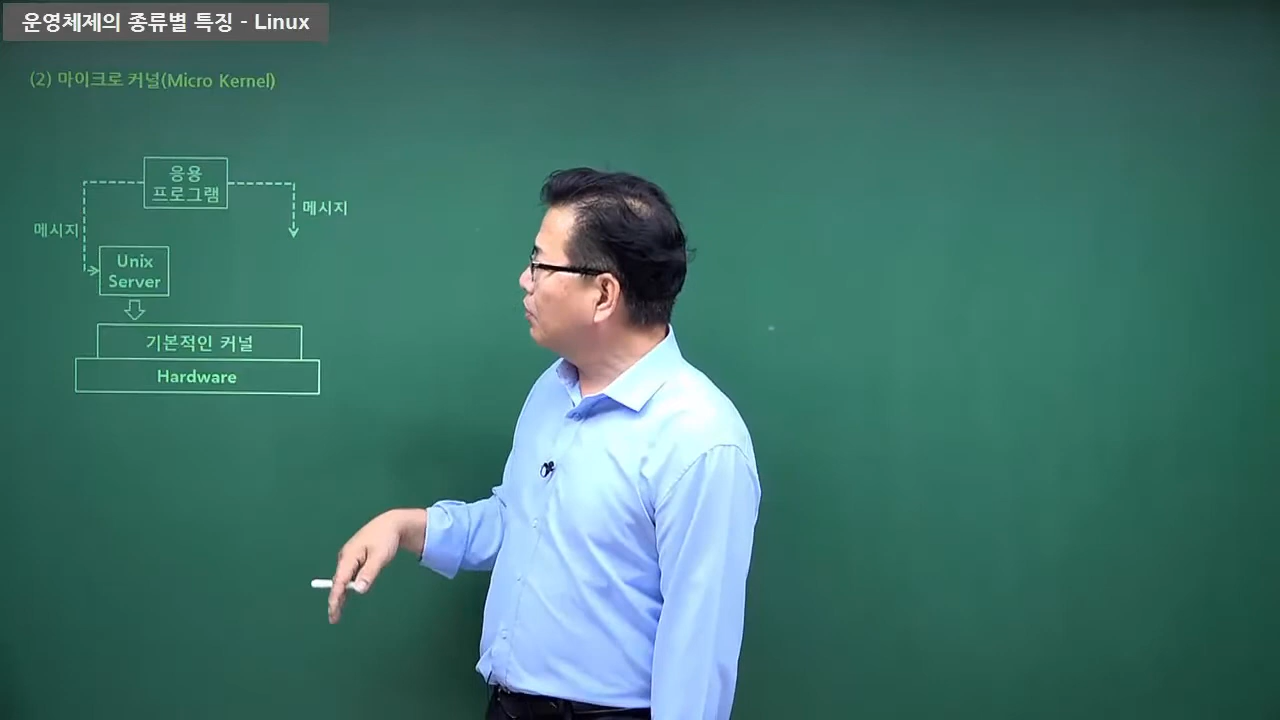 운영체제의 종류별 특징 - Linux
(2) 마이크로 커널(Micro Kernel)
응용
프로그램
메시지
메시지
Unix
Server
기본적인 커널
Hardware